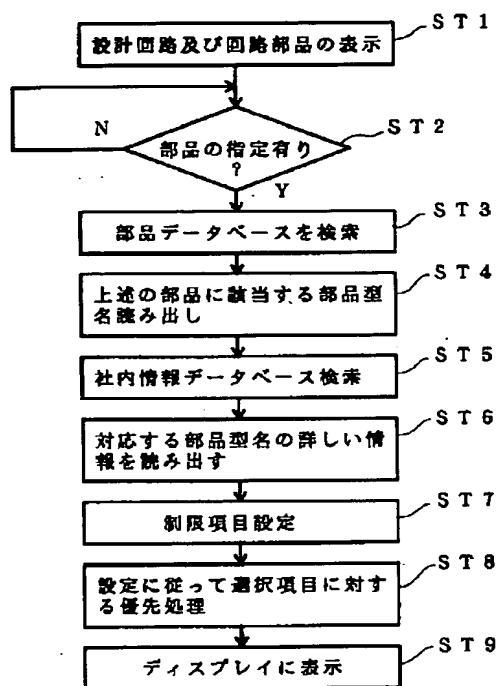 ST1
設計回路及び回路部品の表示
N
ST2
部品の指定有り
?
Y
ST3
部品データベースを検索
ST4
上述の部品に該当する部品型
名読み出し
ST5
社内情報データベース検索
ST6
対応する部品型名の詳しい情
報を読み出す
ST7
制限項目設定
ST8
設定に従って選択項目に対す
る優先処理
ST9
ディスプレイに表示